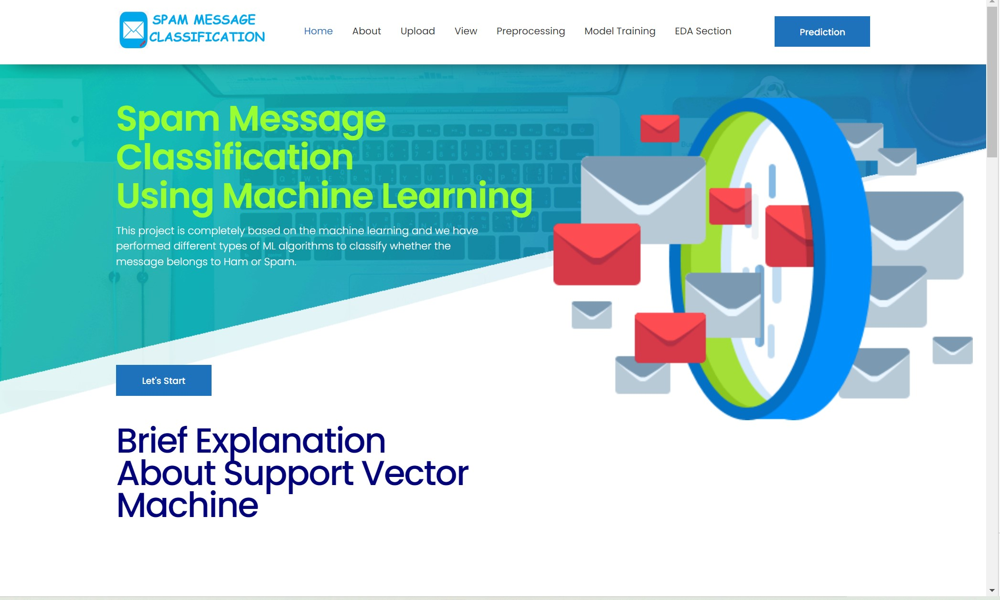 SPAM MESSAGE
CLASSIFICATION
Home About Upload View Preprocessing Model Training EDA Section Prediction
Spam Message
Classification
Using Machine Learning
This project is completely based on the machine learning and we have
performed different types of ML algorithms to classify whether the
message belongs to Ham or Spam.
Let's Start
Brief Explanation
About Support Vector
Machine